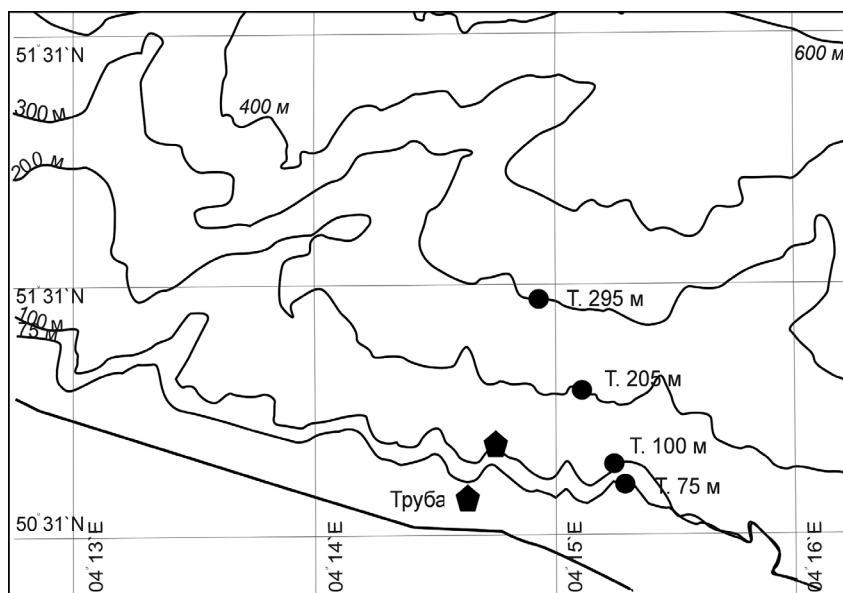 51°31`N
600 м
400 м
300 м
200 м
51°31`N
Т. 295 м
100 м
75 м
Т. 205 м
Т. 100 м
Т. 75 м
Труба
50°31`N
04°13`E
04°14`E
04°15`E
04°16`E